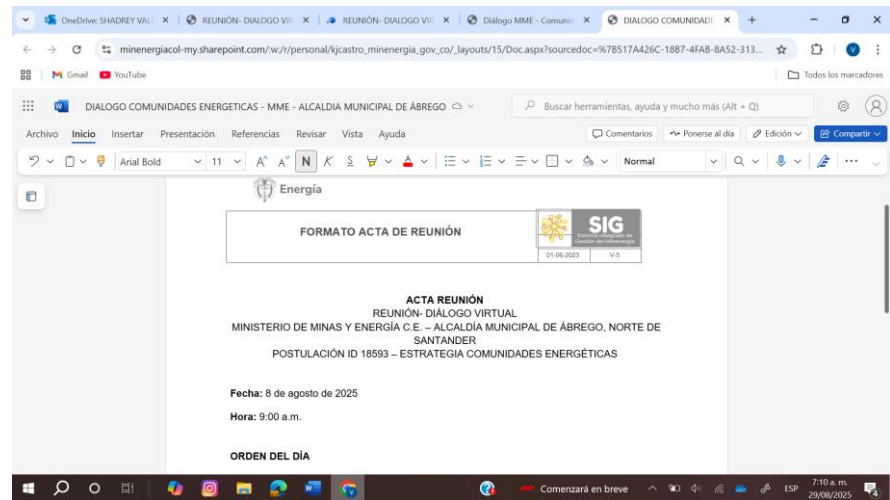 OneDrive: SHADREY VAL
REUNIÓN- DIALOGO VIR
REUNIÓN- DIALOGO VIR
Diálogo MME - Comunid
DIALOGO COMUNIDADE
minenergiacol-my.sharepoint.com/:w:/r/personal/kjcastro_minenergia_gov_co/_layouts/15/Doc.aspx?sourcedoc=%7B517A426C-18B7-4FAB-8A52-313...
V
Gmail
YouTube
Todos los marcadores
DIALOGO COMUNIDADES ENERGETICAS - MME - ALCALDIA MUNICIPAL DE ÁBREGO
Buscar herramientas, ayuda y mucho más (Alt + Q)
Archivo Inicio Insertar Presentación Referencias Revisar Vista Ayuda
Comentarios Ponerse al día Edición Compartir
Arial Bold 11 A A N K S A Normal
Energía
FORMATO ACTA DE REUNIÓN
SIG
Sistema Integrado de
Gestión del Minenergía
01-06-2023 V-5
ACTA REUNIÓN
REUNIÓN- DIÁLOGO VIRTUAL
MINISTERIO DE MINAS Y ENERGÍA C.E. – ALCALDÍA MUNICIPAL DE ÁBREGO, NORTE DE
SANTANDER
POSTULACIÓN ID 18593 – ESTRATEGIA COMUNIDADES ENERGÉTICAS
Fecha: 8 de agosto de 2025
Hora: 9:00 a.m.
ORDEN DEL DÍA
Comenzará en breve
ESP
7:10 a. m.
29/08/2025